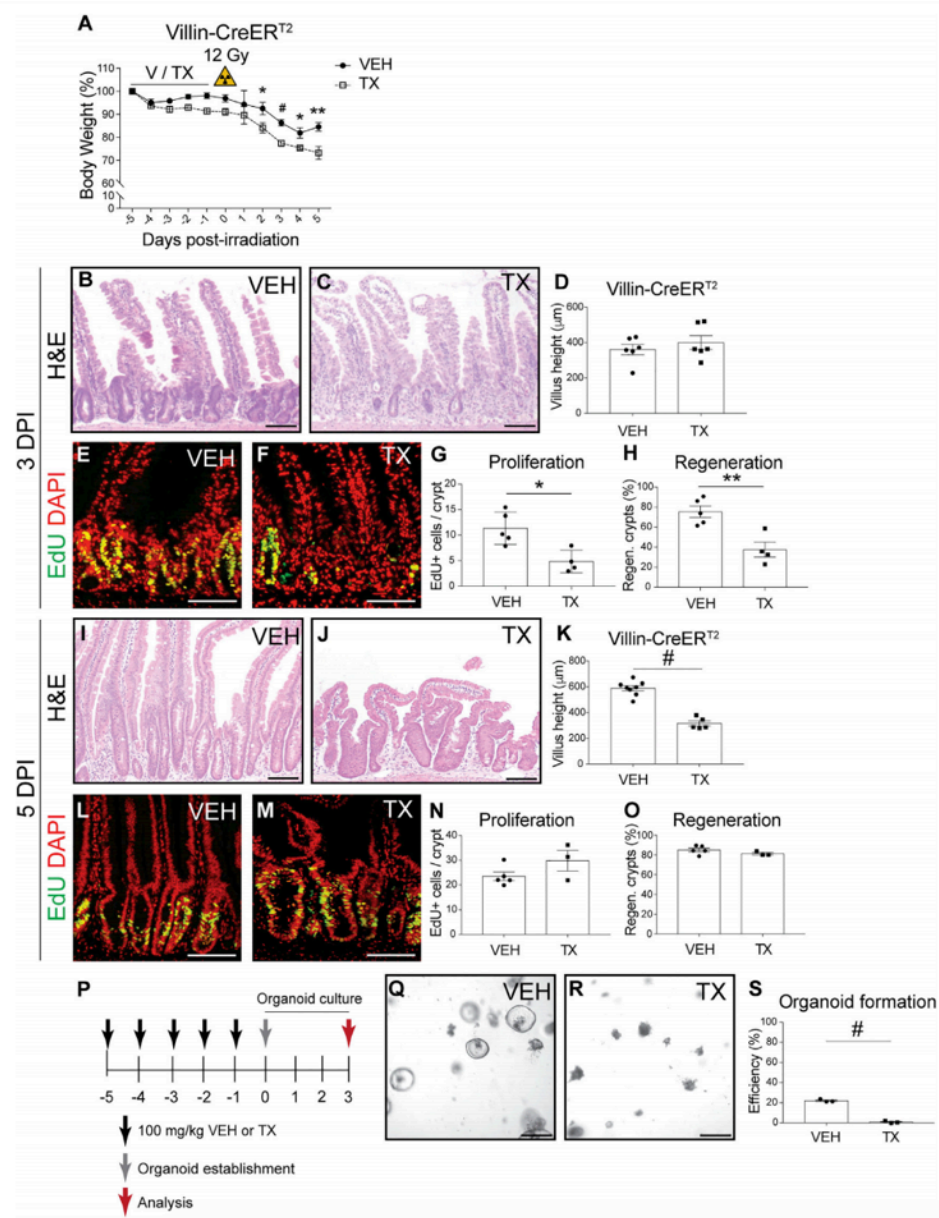 A
Villin-CreERT2
12 Gy
V / TX
VEH
TX
Body Weight (%)
110
100
90
80
70
60
10
0
* # * **
-5 -4 -3 -2 -1 0 1 2 3 4 5
Days post-irradiation
3 DPI
H&E
B VEH
C TX
D Villin-CreERT2
Villus height (µm)
600
400
200
0
VEH TX
EdU DAPI
E VEH
F TX
G Proliferation
*
EdU+ cells / crypt
20
15
10
5
0
VEH TX
H Regeneration
**
Regen. crypts (%)
100
80
60
40
20
0
VEH TX
5 DPI
H&E
I VEH
J TX
K Villin-CreERT2
#
Villus height (µm)
800
600
400
200
0
VEH TX
EdU DAPI
L VEH
M TX
N Proliferation
EdU+ cells / crypt
40
30
20
10
0
VEH TX
O Regeneration
Regen. crypts (%)
100
80
60
40
20
0
VEH TX
P
Organoid culture
-5 -4 -3 -2 -1 0 1 2 3
100 mg/kg VEH or TX
Organoid establishment
Analysis
Q VEH
R TX
S Organoid formation
#
Efficiency (%)
100
80
60
40
20
0
VEH TX